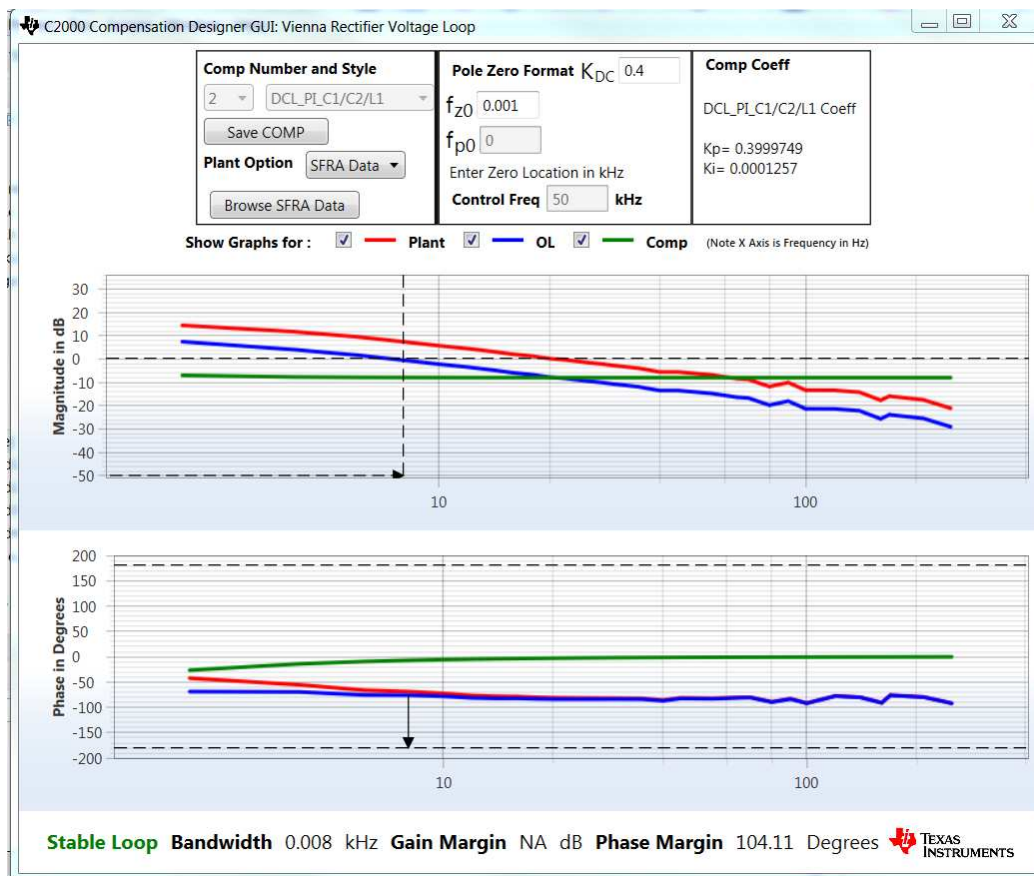 C2000 Compensation Designer GUI: Vienna Rectifier Voltage Loop
Comp Number and Style
2 DCL_PI_C1/C2/L1
Save COMP
Plant Option SFRA Data
Browse SFRA Data
Pole Zero Format KDC 0.4
fz0 0.001
fp0 0
Enter Zero Location in kHz
Control Freq 50 kHz
Comp Coeff
DCL_PI_C1/C2/L1 Coeff
Kp= 0.3999749
Ki= 0.0001257
Show Graphs for : Plant OL Comp (Note X Axis is Frequency in Hz)
Magnitude in dB
30
20
10
0
-10
-20
-30
-40
-50
10 100
Phase in Degrees
200
150
100
50
0
-50
-100
-150
-200
10 100
Stable Loop Bandwidth 0.008 kHz Gain Margin NA dB Phase Margin 104.11 Degrees
TEXAS
INSTRUMENTS